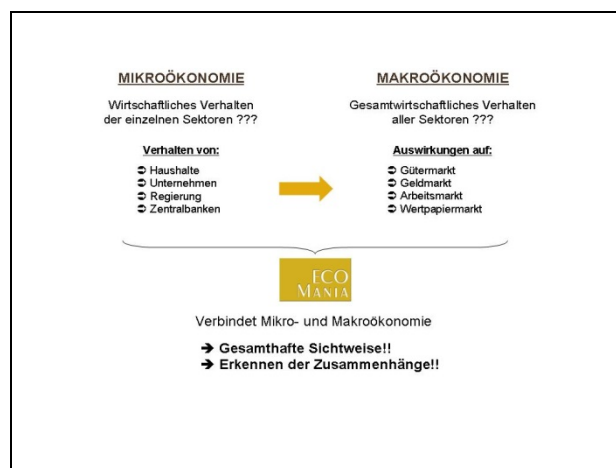 MIKROÖKONOMIE
Wirtschaftliches Verhalten
der einzelnen Sektoren ???
Verhalten von:
➲ Haushalte
➲ Unternehmen
➲ Regierung
➲ Zentralbanken
MAKROÖKONOMIE
Gesamtwirtschaftliches Verhalten
aller Sektoren ???
Auswirkungen auf:
➲ Gütermarkt
➲ Geldmarkt
➲ Arbeitsmarkt
➲ Wertpapiermarkt
ECO
MANIA
Verbindet Mikro- und Makroökonomie
➔ Gesamthafte Sichtweise!!
➔ Erkennen der Zusammenhänge!!